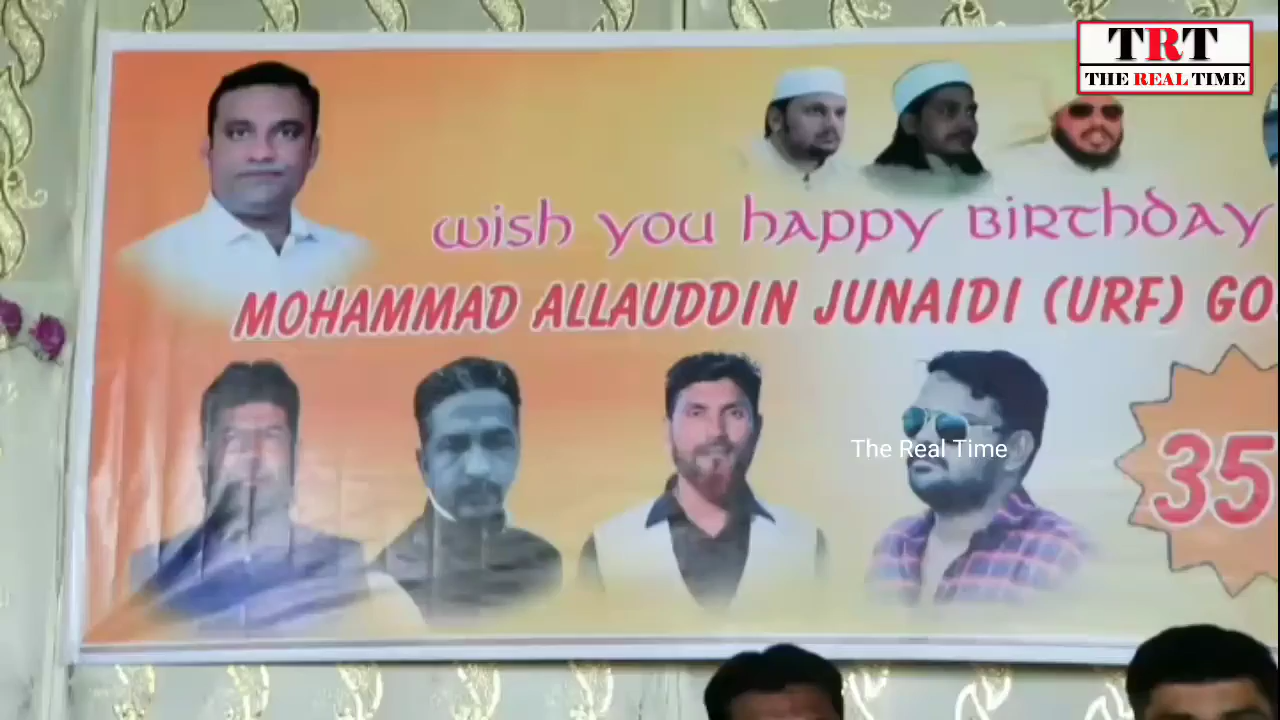 TRT
THE REAL TIME
wish you happy Birthday
MOHAMMAD ALLAUDDIN JUNAIDI (URF) GO
The Real Time
35